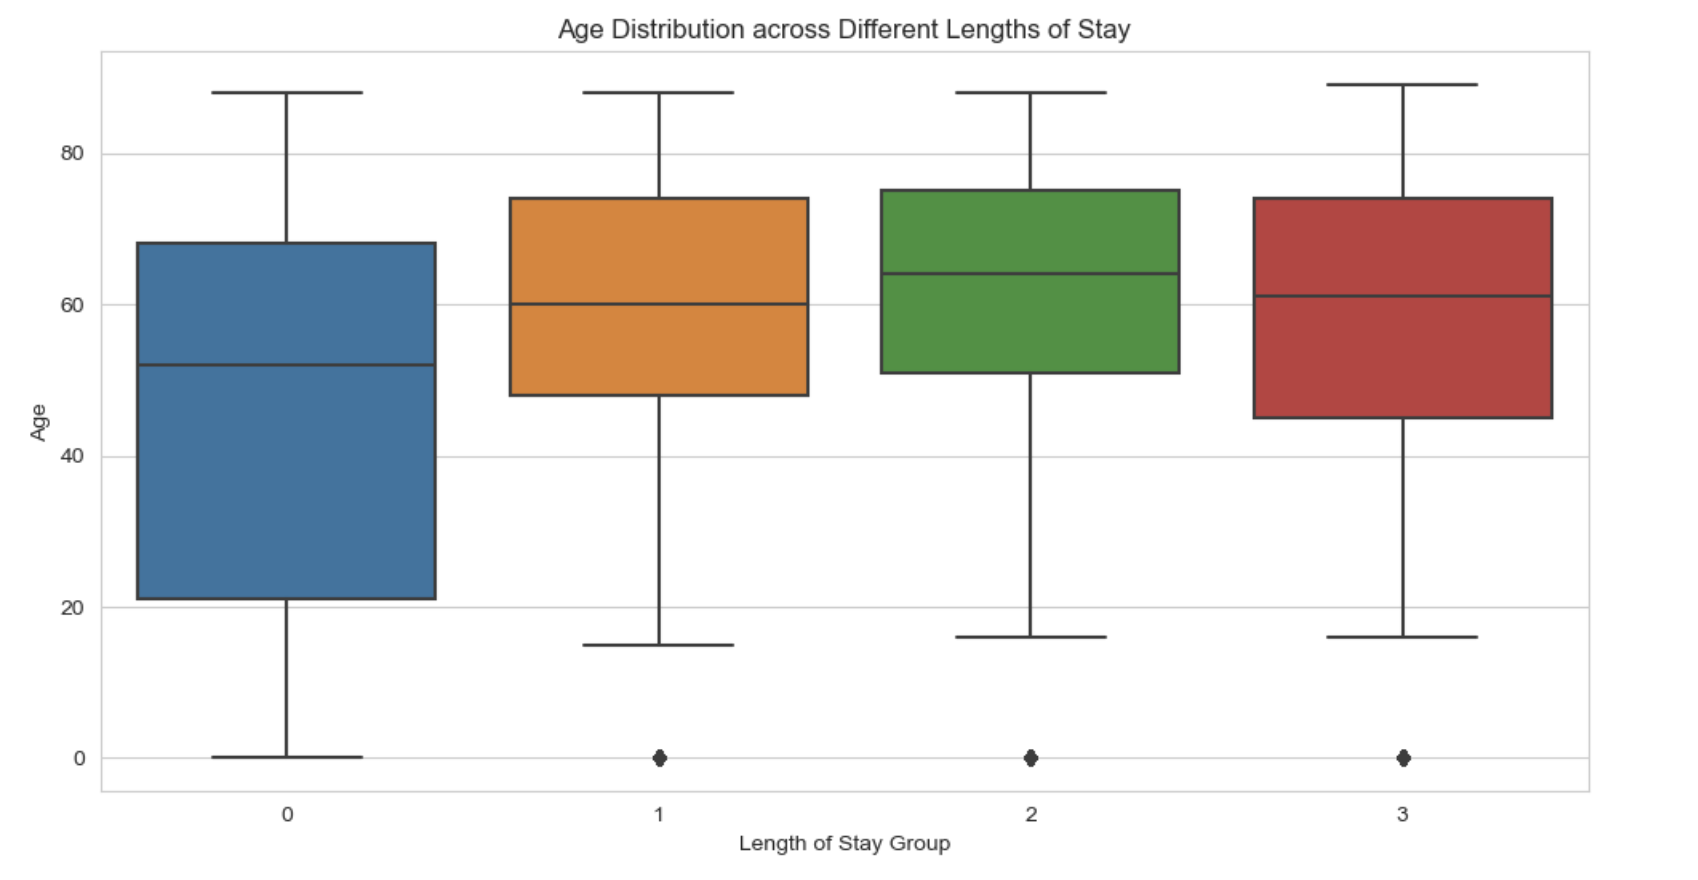 Age Distribution across Different Lengths of Stay
80
60
40
20
0
Age
0 1 2 3
Length of Stay Group